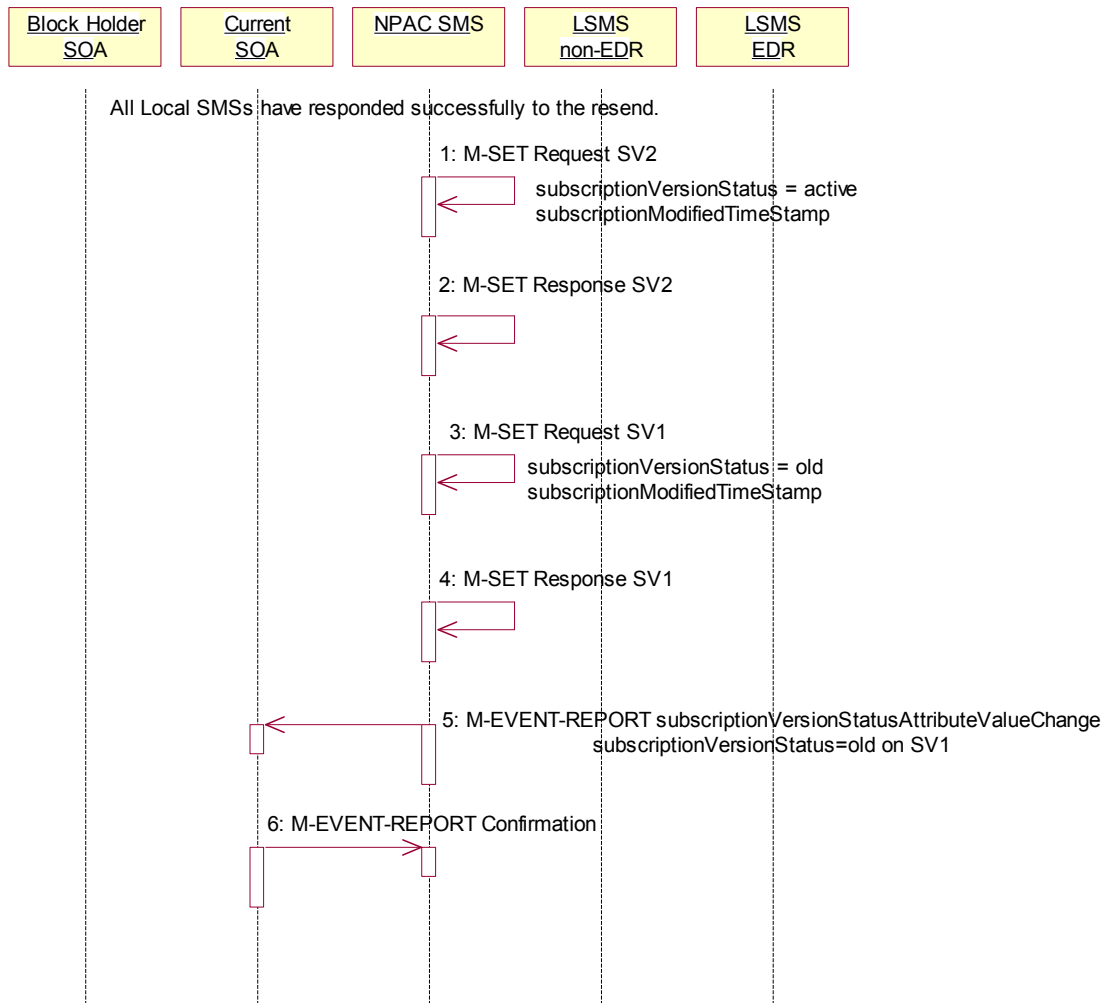 Block Holder
SOA
Current
SOA
NPAC SMS
LSMS
non-EDR
LSMS
EDR
All Local SMSs have responded successfully to the resend.
1: M-SET Request SV2
subscriptionVersionStatus = active
subscriptionModifiedTimeStamp
2: M-SET Response SV2
3: M-SET Request SV1
subscriptionVersionStatus = old
subscriptionModifiedTimeStamp
4: M-SET Response SV1
5: M-EVENT-REPORT subscriptionVersionStatusAttributeValueChange
subscriptionVersionStatus=old on SV1
6: M-EVENT-REPORT Confirmation